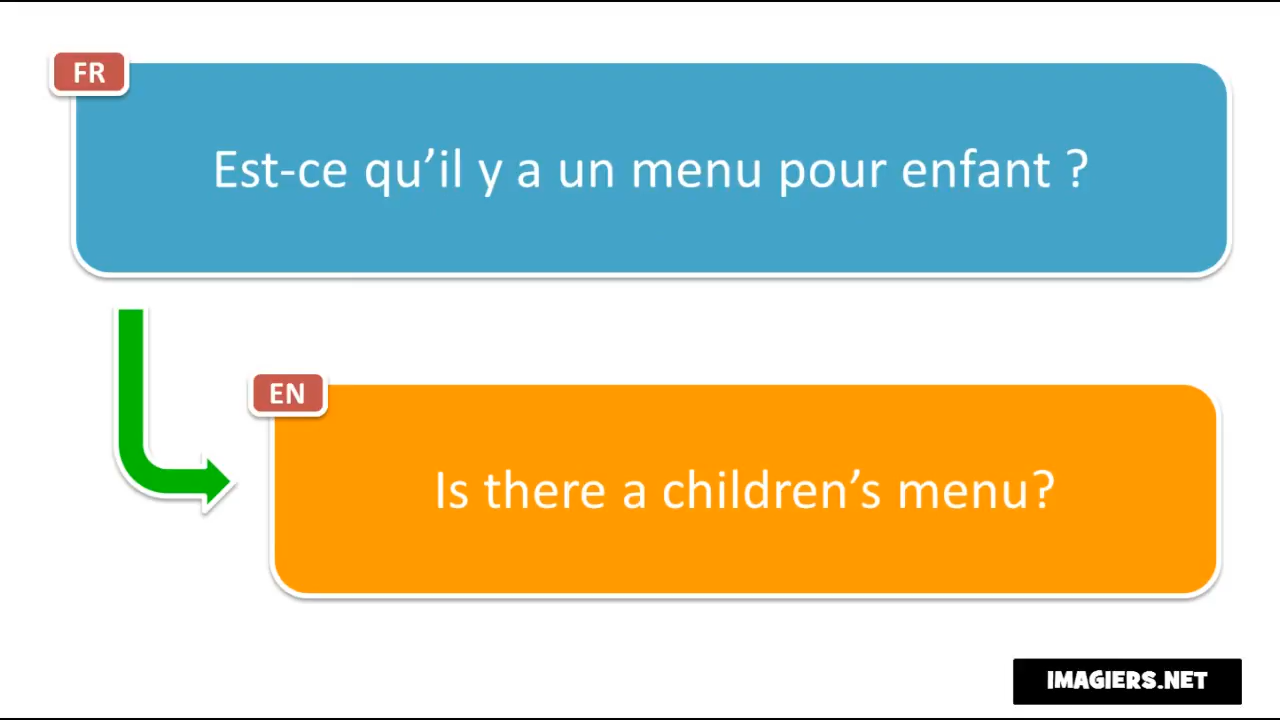 FR
Est-ce qu’il y a un menu pour enfant ?
EN
Is there a children’s menu?
IMAGIERS.NET